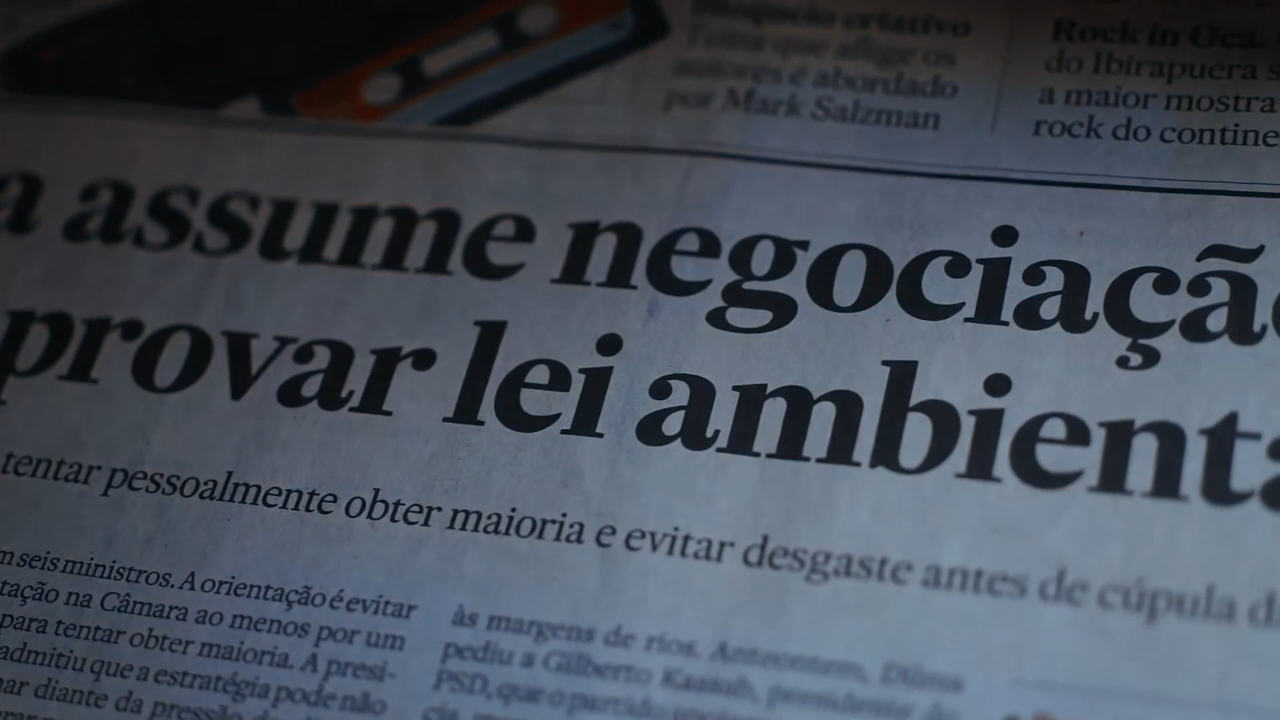 Bloqueio criativo
Tema que aflige os
autores é abordado
por Mark Salzman
Rock in Oca.
do Ibirapuera s
a maior mostra
rock do contine
a assume negociaçã
provar lei ambienta
tentar pessoalmente obter maioria e evitar desgaste antes de cúpula d
m seis ministros. A orientação é evitar
tação na Câmara ao menos por um
para tentar obter maioria. A presi-
admitiu que a estratégia pode não
nar diante da pressão
às margens de rios. Anteontem, Dilma
pediu a Gilberto Kassab, presidente do
PSD, que o partido